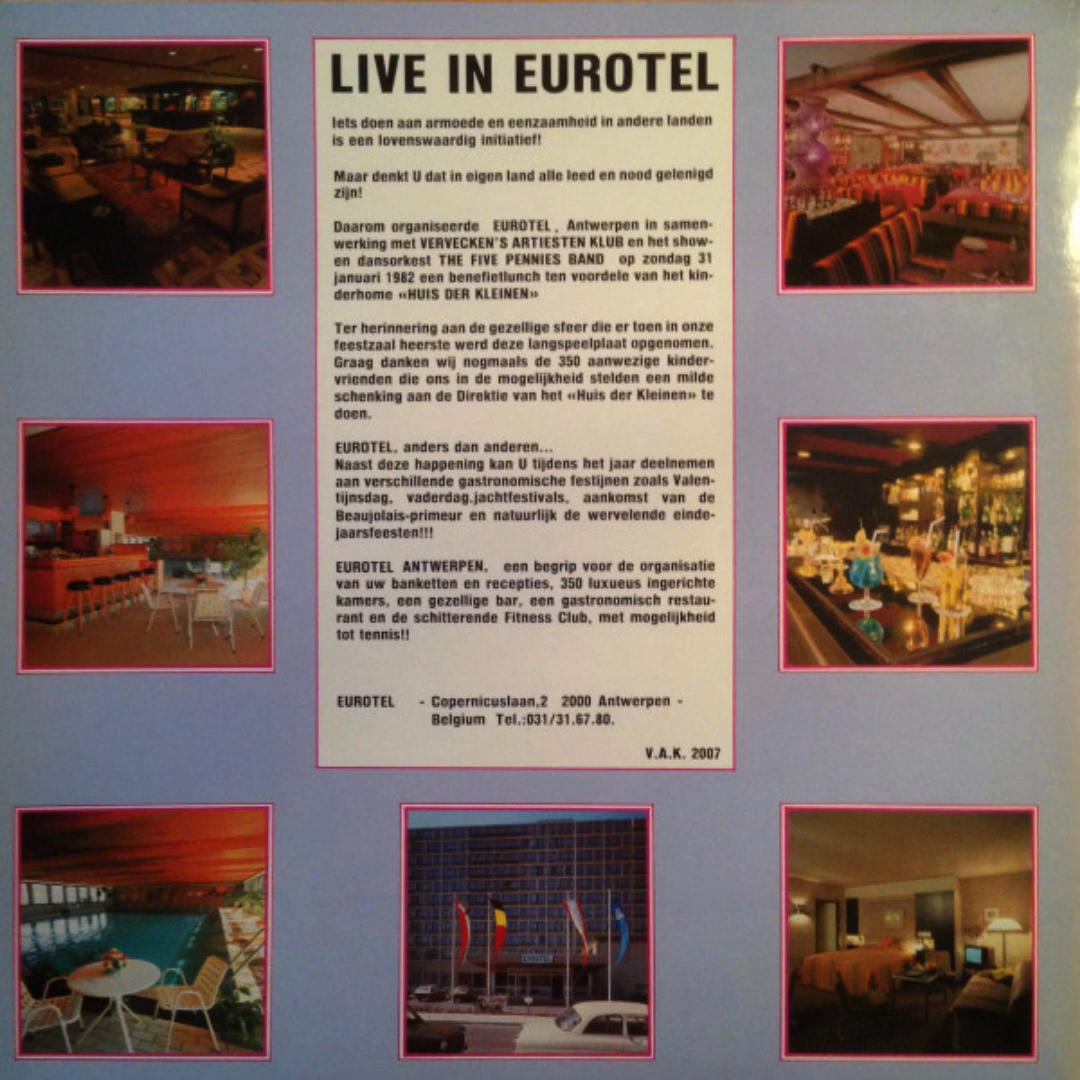 LIVE IN EUROTEL
Iets doen aan armoede en eenzaamheid in andere landen
is een lovenswaardig initiatief!
Maar denkt U dat in eigen land alle leed en nood gelenigd
zijn!
Daarom organiseerde EUROTEL, Antwerpen in samen-
werking met VERVECKEN'S ARTIESTEN KLUB en het show-
en dansorkest THE FIVE PENNIES BAND op zondag 31
januari 1982 een benefietlunch ten voordele van het kin-
derhome «HUIS DER KLEINEN»
Ter herinnering aan de gezellige sfeer die er toen in onze
feestzaal heerste werd deze langspeelplaat opgenomen.
Graag danken wij nogmaals de 350 aanwezige kinder-
vrienden die ons in de mogelijkheid stelden een milde
schenking aan de Direktie van het «Huis der Kleinen» te
doen.
EUROTEL, anders dan anderen...
Naast deze happening kan U tijdens het jaar deelnemen
aan verschillende gastronomische festijnen zoals Valen-
tijnsdag, vaderdag.jachtfestivals, aankomst van de
Beaujolais-primeur en natuurlijk de wervelende einde-
jaarsfeesten!!!
EUROTEL ANTWERPEN, een begrip voor de organisatie
van uw banketten en recepties, 350 luxueus ingerichte
kamers, een gezellige bar, een gastronomisch restau-
rant en de schitterende Fitness Club, met mogelijkheid
tot tennis!!
EUROTEL - Copernicuslaan,2 2000 Antwerpen -
Belgium Tel.:031/31.67.80.
V.A.K. 2007
EUROTEL